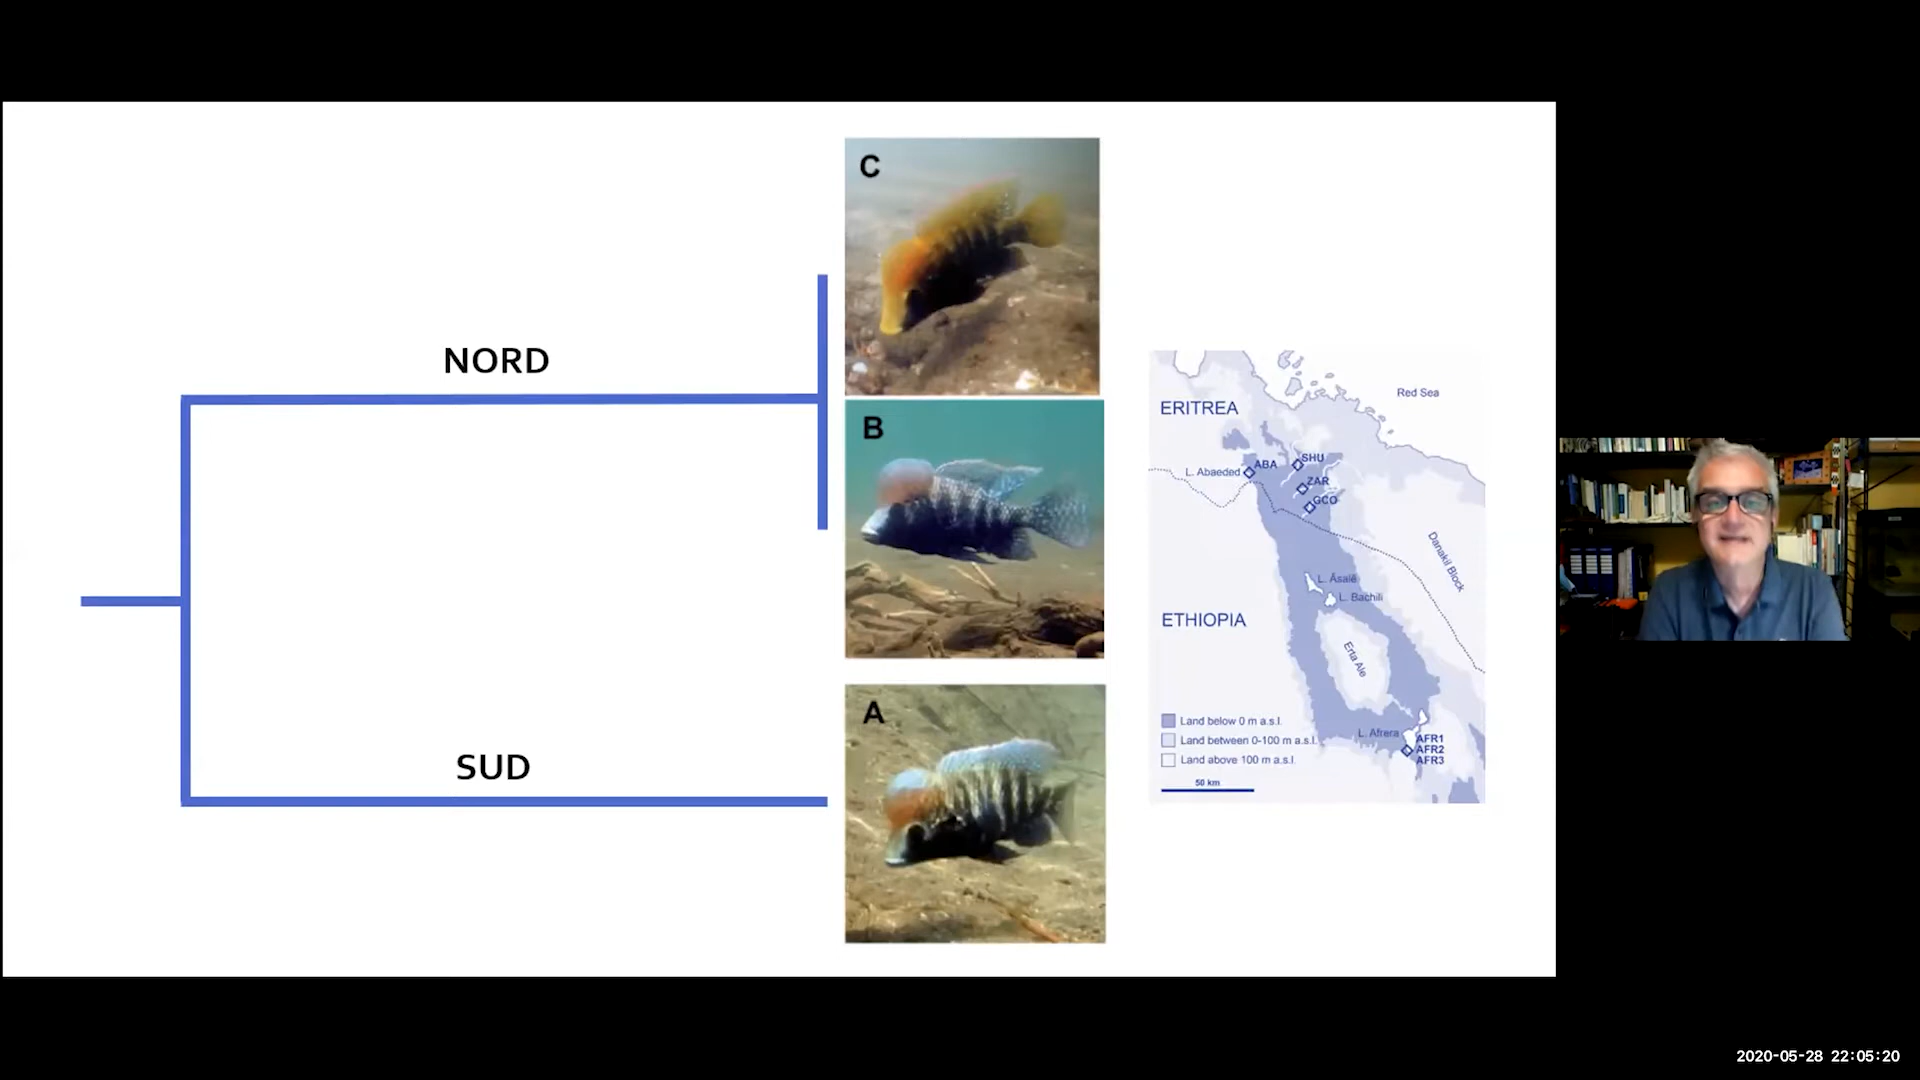 C
NORD
B
SUD
A
Red Sea
ERITREA
SHU
ABA
L. Abaeded
ZAR
GCO
Danakil Block
L. Āsalē
L. Bachili
ETHIOPIA
Erta Ale
Land below 0 m a.s.l.
L. Afrera
AFR1
Land between 0-100 m a.s.l.
AFR2
Land above 100 m a.s.l.
AFR3
50 km
2020-05-28 22:05:20